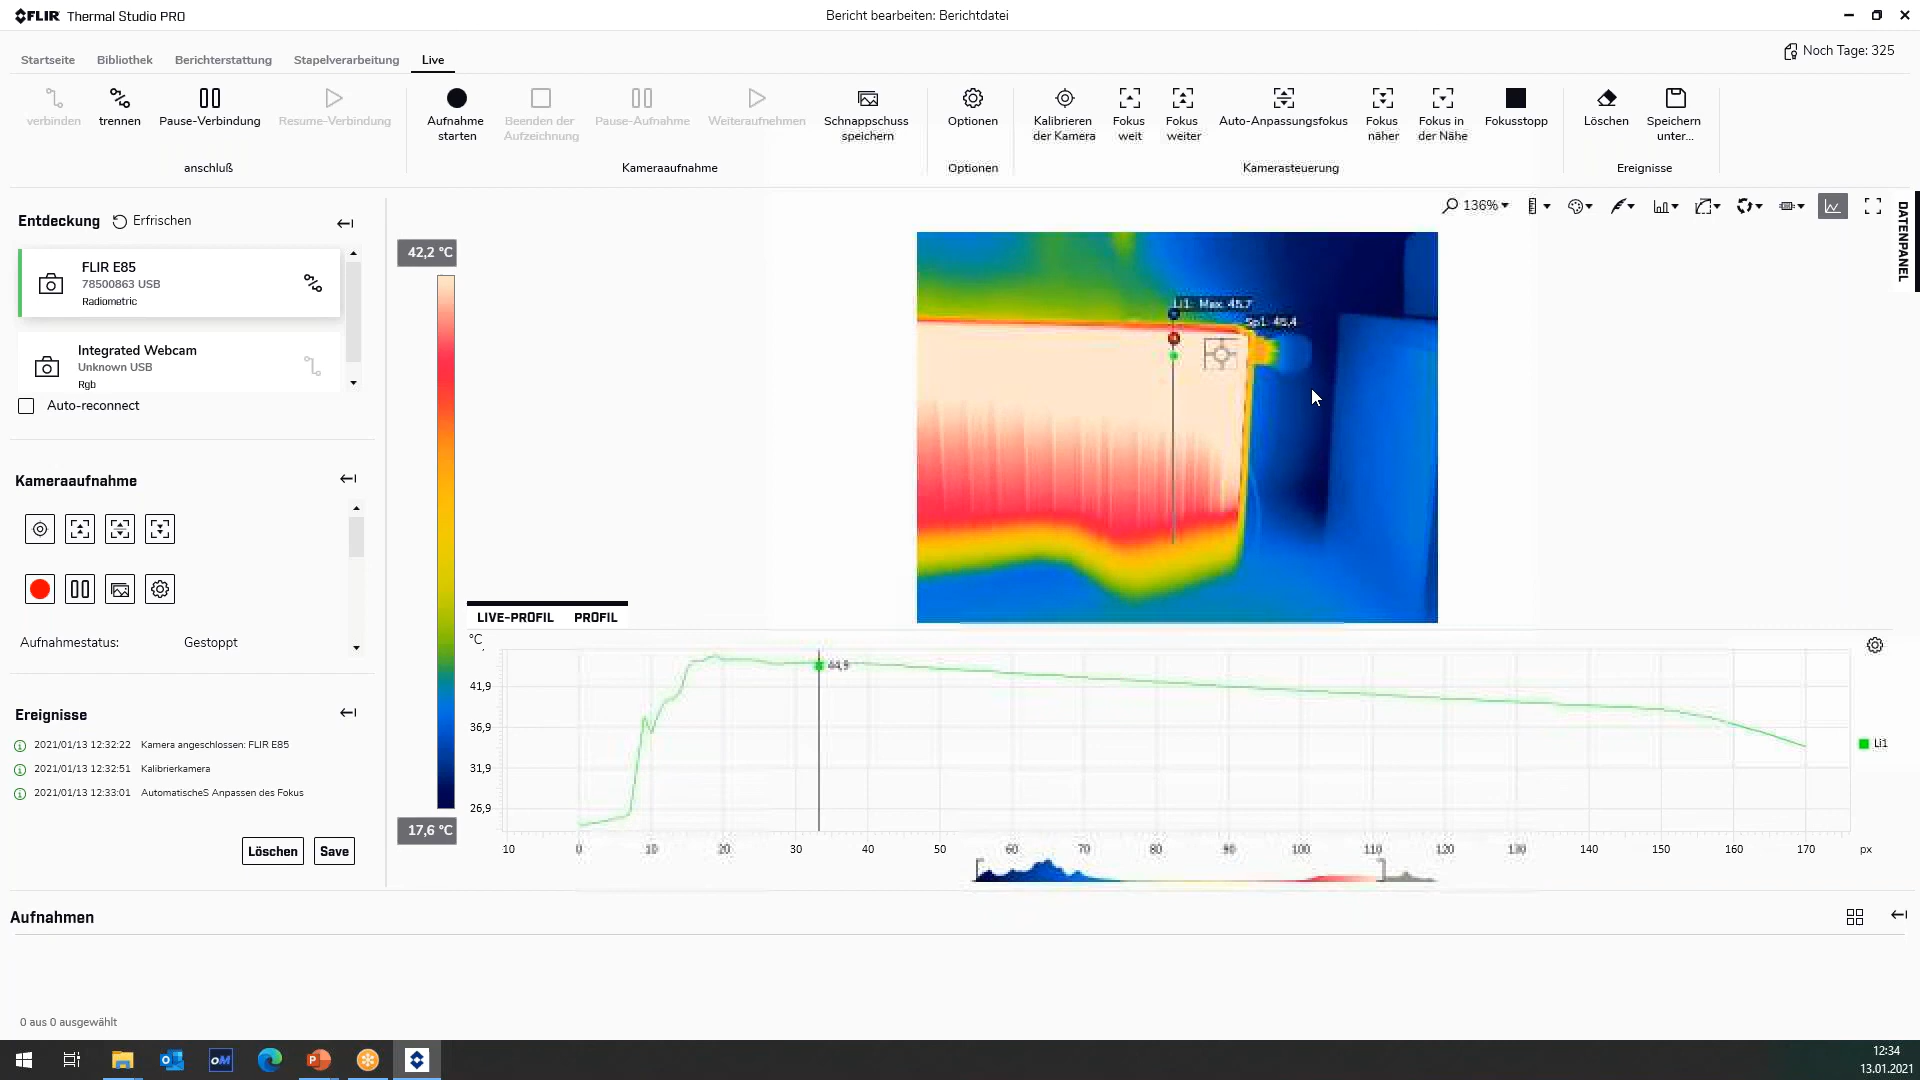 FLIR Thermal Studio PRO
Bericht bearbeiten: Berichtdatei
Startseite Bibliothek Berichterstattung Stapelverarbeitung Live
Noch Tage: 325
verbinden trennen Pause-Verbindung Resume-Verbindung
anschluß
Aufnahme starten
Beenden der Aufzeichnung
Pause-Aufnahme
Weiteraufnehmen
Schnappschuss speichern
Kameraaufnahme
Optionen
Optionen
Kalibrieren der Kamera
Fokus weit
Fokus weiter
Auto-Anpassungsfokus
Fokus näher
Fokus in der Nähe
Fokusstopp
Kamerasteuerung
Löschen
Speichern unter...
Ereignisse
Entdeckung Erfrischen
FLIR E85
78500863 USB
Radiometric
Integrated Webcam
Unknown USB
Rgb
Auto-reconnect
Kameraaufnahme
Aufnahmestatus: Gestoppt
Ereignisse
2021/01/13 12:32:22 Kamera angeschlossen: FLIR E85
2021/01/13 12:32:51 Kalibrierkamera
2021/01/13 12:33:01 AutomatischeS Anpassen des Fokus
Löschen Save
136%
DATENPANEL
42,2 °C
17,6 °C
Li1: Max 45,7
Sp1 45,4
LIVE-PROFIL PROFIL
°C
44,9
41,9
36,9
31,9
26,9
Li1
10 0 10 20 30 40 50 60 70 80 90 100 110 120 130 140 150 160 170 px
Aufnahmen
0 aus 0 ausgewählt
12:34
13.01.2021